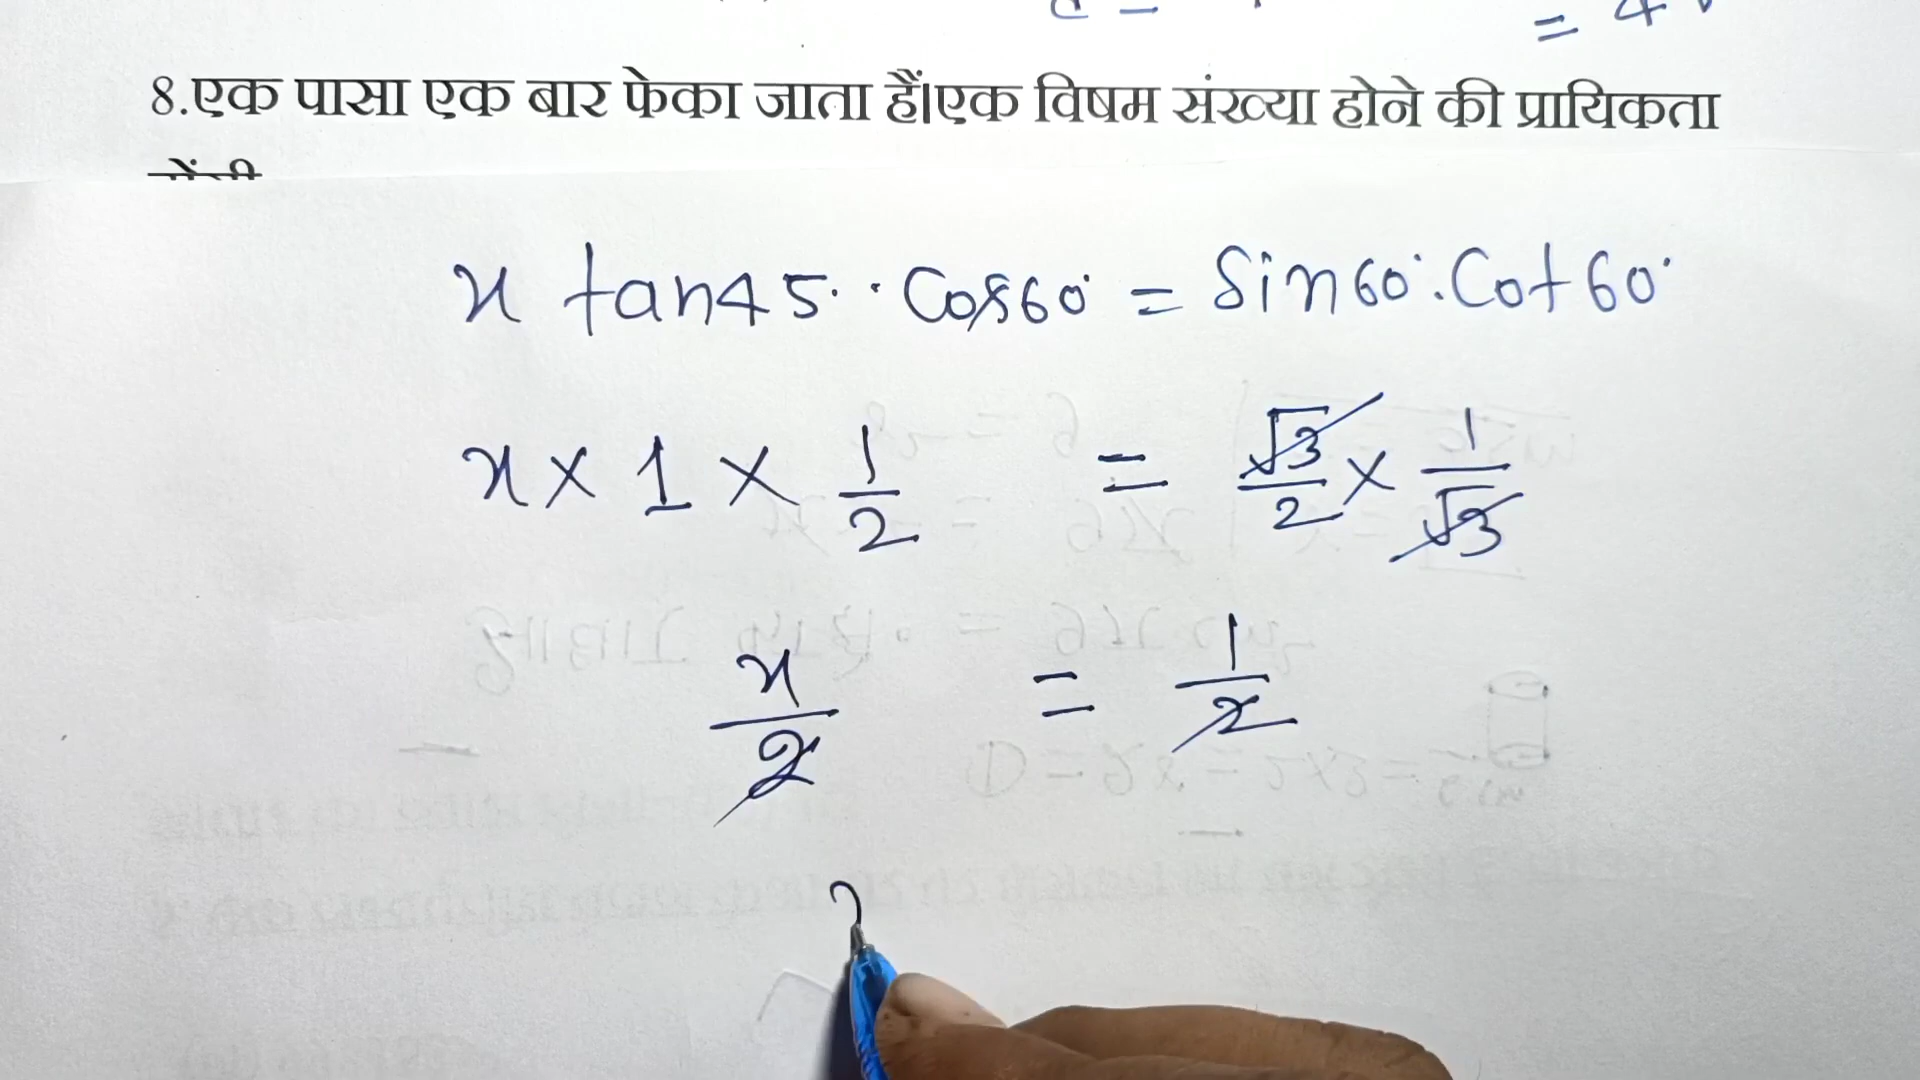 = 4
8.एक पासा एक बार फेका जाता हैं।एक विषम संख्या होने की प्रायिकता
x tan45° · Cos60° = Sin60° · Cot60°
x × 1 × 1/2 = √3/2 × 1/√3
x/2 = 1/2